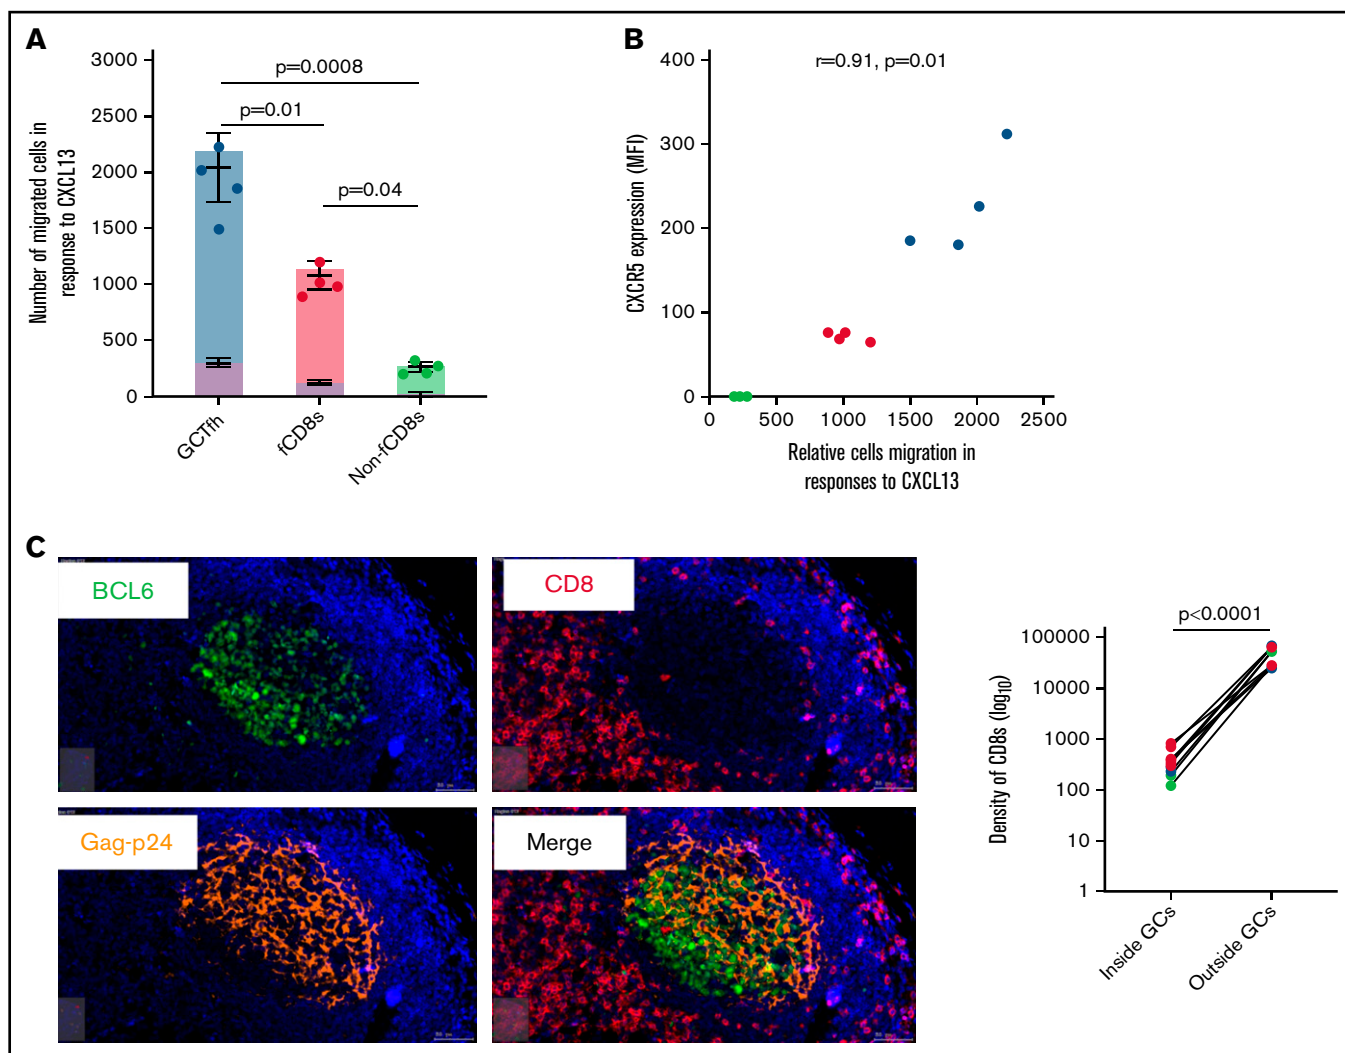 A
3000
2500
2000
1500
1000
500
0
Number of migrated cells in
response to CXCL13
p=0.0008
p=0.01
p=0.04
GCTfh
fCD8s
Non-fCD8s
B
400
300
200
100
0
CXCR5 expression (MFI)
r=0.91, p=0.01
0
500
1000
1500
2000
2500
Relative cells migration in
responses to CXCL13
C
BCL6
CD8
Gag-p24
Merge
p<0.0001
100000
10000
1000
100
10
1
Density of CD8s (log10)
Inside GCs
Outside GCs